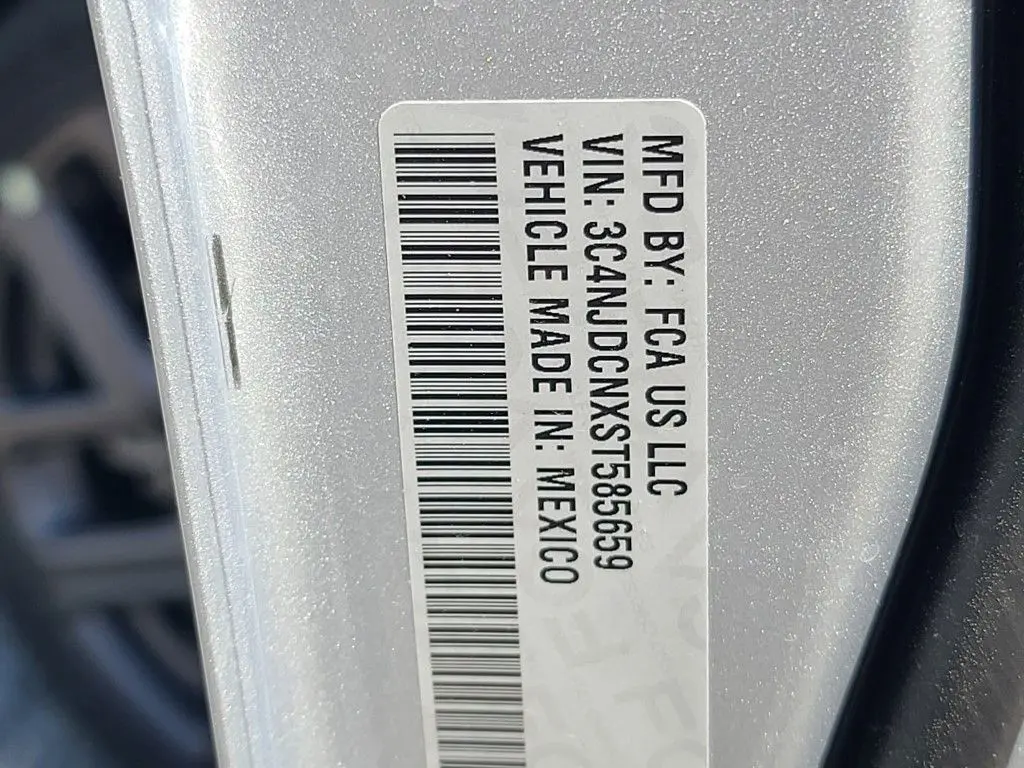 MFD BY: FCA US LLC
VIN: 3C4NJDCNXST585659
VEHICLE MADE IN: MEXICO